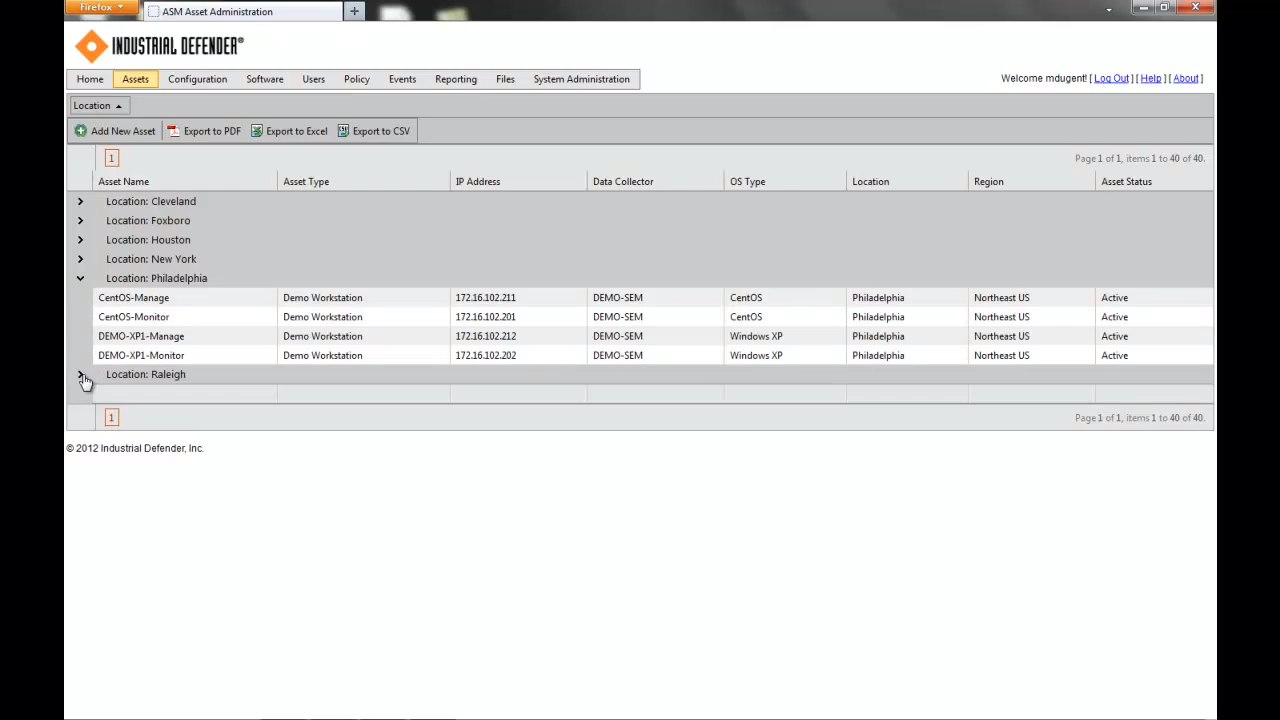 Firefox
ASM Asset Administration
INDUSTRIAL DEFENDER®
Home Assets Configuration Software Users Policy Events Reporting Files System Administration
Welcome mdugent! [ Log Out ] [ Help ] [ About ]
Location
Add New Asset Export to PDF Export to Excel Export to CSV
1 Page 1 of 1, items 1 to 40 of 40.
Asset Name Asset Type IP Address Data Collector OS Type Location Region Asset Status
Location: Cleveland
Location: Foxboro
Location: Houston
Location: New York
Location: Philadelphia
CentOS-Manage Demo Workstation 172.16.102.211 DEMO-SEM CentOS Philadelphia Northeast US Active
CentOS-Monitor Demo Workstation 172.16.102.201 DEMO-SEM CentOS Philadelphia Northeast US Active
DEMO-XP1-Manage Demo Workstation 172.16.102.212 DEMO-SEM Windows XP Philadelphia Northeast US Active
DEMO-XP1-Monitor Demo Workstation 172.16.102.202 DEMO-SEM Windows XP Philadelphia Northeast US Active
Location: Raleigh
1 Page 1 of 1, items 1 to 40 of 40.
© 2012 Industrial Defender, Inc.